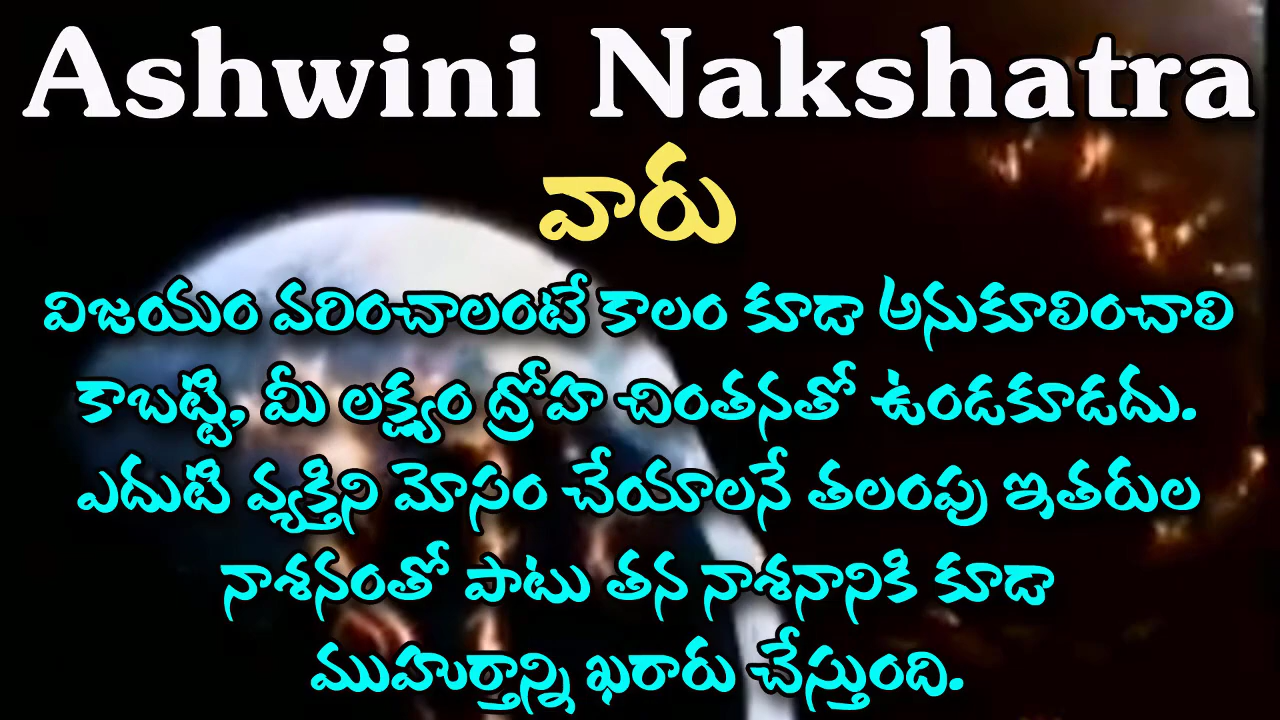 Ashwini Nakshatra
వారు
విజయం వరించాలంటే కాలం కూడా అనుకూలించాలి
కాబట్టి, మీ లక్ష్యం ద్రోహ చింతనతో ఉండకూడదు.
ఎదుటి వ్యక్తిని మోసం చేయాలనే తలంపు ఇతరుల
నాశనంతో పాటు తన నాశనానికి కూడా
ముహుర్తాన్ని ఖరారు చేస్తుంది.